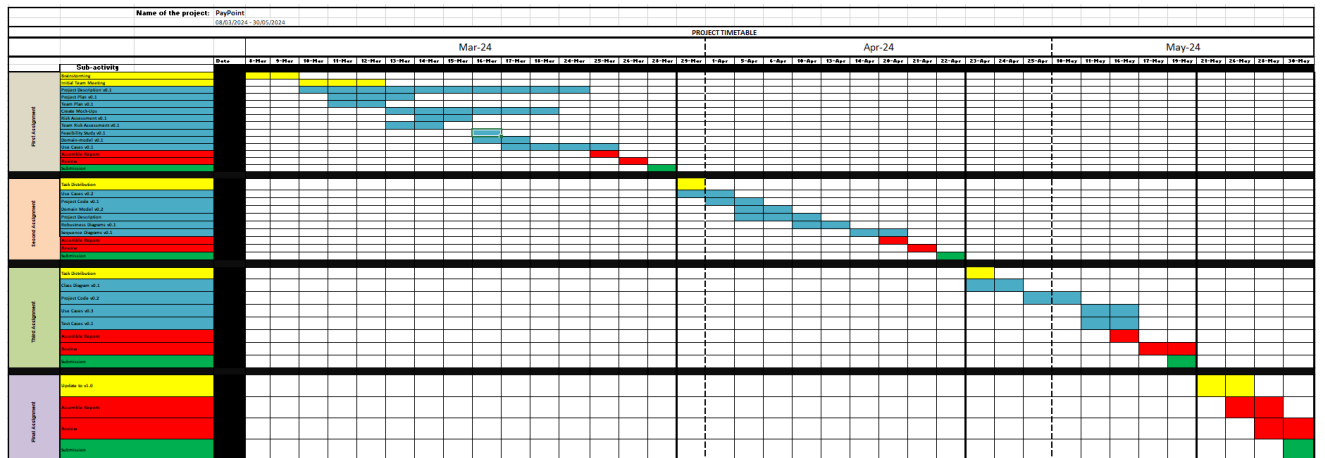 Name of the project: PayPoint
08/03/2024 - 30/05/2024
PROJECT TIMETABLE
Mar-24 Apr-24 May-24
Date 8-Mar 9-Mar 10-Mar 11-Mar 12-Mar 13-Mar 14-Mar 15-Mar 16-Mar 17-Mar 18-Mar 24-Mar 25-Mar 26-Mar 28-Mar 29-Mar 1-Apr 5-Apr 6-Apr 10-Apr 13-Apr 14-Apr 20-Apr 21-Apr 22-Apr 23-Apr 24-Apr 25-Apr 10-May 11-May 16-May 17-May 19-May 21-May 26-May 28-May 30-May
Sub-activity
First Assignment
Brainstorming
Initial Team Meeting
Project Description v0.1
Project Plan v0.1
Team Plan v0.1
Create Mock-Ups
Risk Assessment v0.1
Team Risk Assessment v0.1
Feasibility Study v0.1
Domain-model v0.1
Use Cases v0.2
Assemble Reports
Review
Submission
Second Assignment
Task Distribution
Use Cases v0.2
Project Code v0.1
Domain Model v0.2
Project Description
Robustness Diagrams v0.1
Sequence Diagrams v0.1
Assemble Reports
Review
Submission
Third Assignment
Task Distribution
Class Diagram v0.1
Project Code v0.2
Use Cases v0.3
Test Cases v0.1
Assemble Reports
Review
Submission
Final Assignment
Update to v1.0
Assemble Reports
Review
Submission